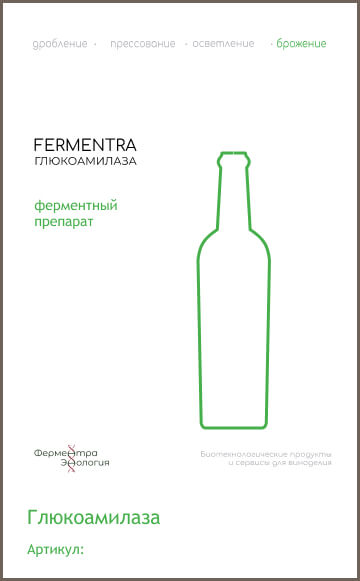 дробление · прессование · осветление · брожение
FERMENTRA
ГЛЮКОАМИЛАЗА
ферментный
препарат
Ферментра
Энология
Биотехнологические продукты
и сервисы для виноделия
Глюкоамилаза
Артикул: